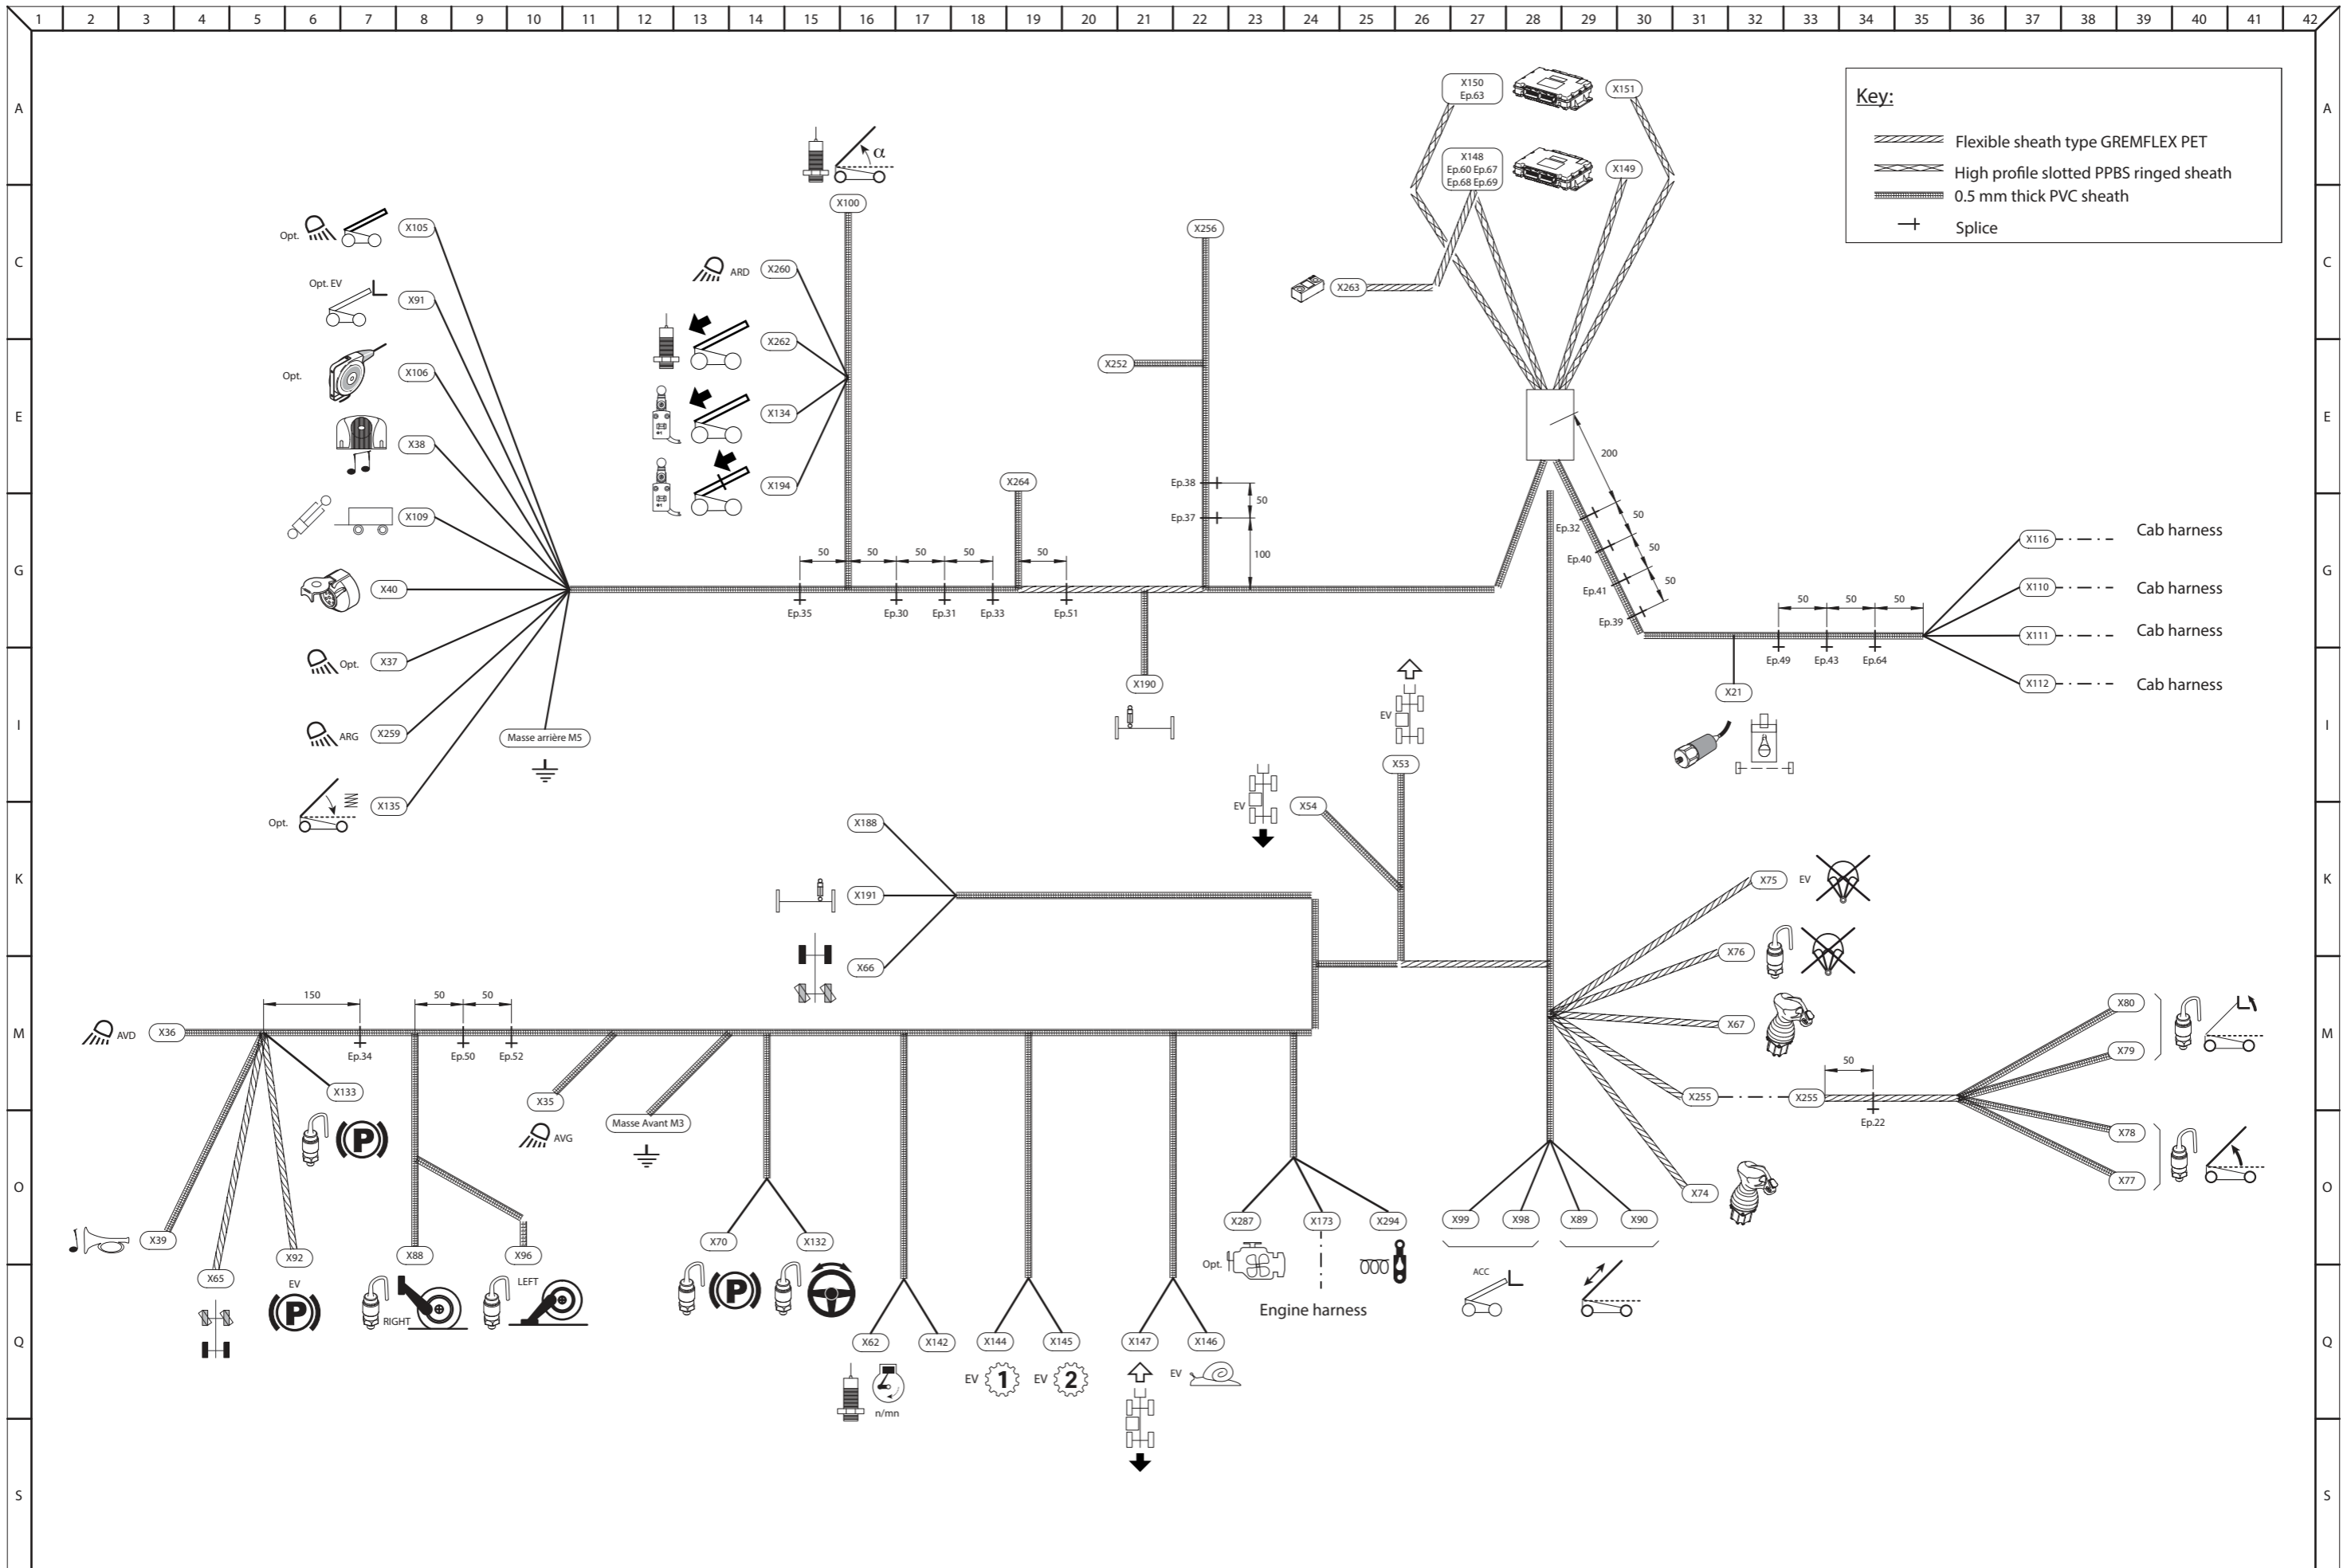 1 2 3 4 5 6 7 8 9 10 11 12 13 14 15 16 17 18 19 20 21 22 23 24 25 26 27 28 29 30 31 32 33 34 35 36 37 38 39 40 41 42
A
C
E
G
I
K
M
O
Q
S
A
C
E
G
I
K
M
O
Q
S
Key:
Flexible sheath type GREMFLEX PET
High profile slotted PPBS ringed sheath
0.5 mm thick PVC sheath
Splice
X150
Ep.63
X151
X148
Ep.60 Ep.67
Ep.68 Ep.69
X149
X263
α
X100
Opt.
X105
Opt. EV
X91
Opt.
X106
X38
X109
X40
Opt.
X37
ARG
X259
Opt.
X135
Masse arrière M5
ARD
X260
X262
X134
X194
X264
X256
X252
Ep.38
50
Ep.37
100
50
50
50
50
50
Ep.35
Ep.30
Ep.31
Ep.33
Ep.51
X190
200
50
50
50
Ep.32
Ep.40
Ep.41
Ep.39
50
50
50
Ep.49
Ep.43
Ep.64
X21
X116
Cab harness
X110
Cab harness
X111
Cab harness
X112
Cab harness
EV
X53
EV
X54
X188
X191
X66
X75
EV
X76
X67
X255
X255
50
Ep.22
X74
X80
X79
X78
X77
AVD
X36
150
Ep.34
50
50
Ep.50
Ep.52
X133
P
X39
X65
X92
EV
P
X88
RIGHT
X96
LEFT
X35
AVG
Masse Avant M3
X70
P
X132
X62
n/mn
X142
X144
EV
1
X145
EV
2
X147
X146
EV
X287
Opt.
X173
Engine harness
X294
X99
X98
X89
X90
ACC